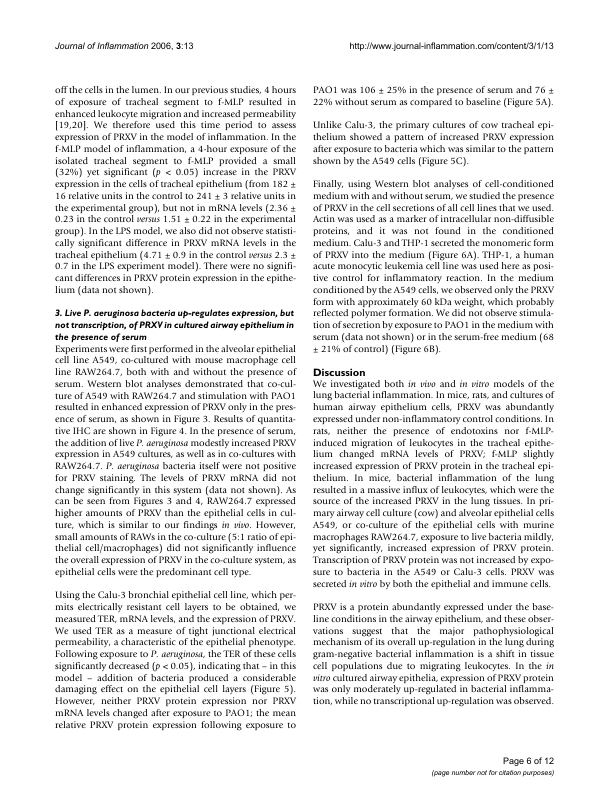 Journal of Inflammation 2006, 3:13
http://www.journal-inflammation.com/content/3/1/13
off the cells in the lumen. In our previous studies, 4 hours
of exposure of tracheal segment to f-MLP resulted in
enhanced leukocyte migration and increased permeability
[19,20]. We therefore used this time period to assess
expression of PRXV in the model of inflammation. In the
f-MLP model of inflammation, a 4-hour exposure of the
isolated tracheal segment to f-MLP provided a small
(32%) yet significant (p < 0.05) increase in the PRXV
expression in the cells of tracheal epithelium (from 182 ±
16 relative units in the control to 241 ± 3 relative units in
the experimental group), but not in mRNA levels (2.36 ±
0.23 in the control versus 1.51 ± 0.22 in the experimental
group). In the LPS model, we also did not observe statisti-
cally significant difference in PRXV mRNA levels in the
tracheal epithelium (4.71 ± 0.9 in the control versus 2.3 ±
0.7 in the LPS experiment model). There were no signifi-
cant differences in PRXV protein expression in the epithe-
lium (data not shown).
3. Live P. aeruginosa bacteria up-regulates expression, but
not transcription, of PRXV in cultured airway epithelium in
the presence of serum
Experiments were first performed in the alveolar epithelial
cell line A549, co-cultured with mouse macrophage cell
line RAW264.7, both with and without the presence of
serum. Western blot analyses demonstrated that co-cul-
ture of A549 with RAW264.7 and stimulation with PAO1
resulted in enhanced expression of PRXV only in the pres-
ence of serum, as shown in Figure 3. Results of quantita-
tive IHC are shown in Figure 4. In the presence of serum,
the addition of live P. aeruginosa modestly increased PRXV
expression in A549 cultures, as well as in co-cultures with
RAW264.7. P. aeruginosa bacteria itself were not positive
for PRXV staining. The levels of PRXV mRNA did not
change significantly in this system (data not shown). As
can be seen from Figures 3 and 4, RAW264.7 expressed
higher amounts of PRXV than the epithelial cells in cul-
ture, which is similar to our findings in vivo. However,
small amounts of RAWs in the co-culture (5:1 ratio of epi-
thelial cell/macrophages) did not significantly influence
the overall expression of PRXV in the co-culture system, as
epithelial cells were the predominant cell type.
Using the Calu-3 bronchial epithelial cell line, which per-
mits electrically resistant cell layers to be obtained, we
measured TER, mRNA levels, and the expression of PRXV.
We used TER as a measure of tight junctional electrical
permeability, a characteristic of the epithelial phenotype.
Following exposure to P. aeruginosa, the TER of these cells
significantly decreased (p < 0.05), indicating that – in this
model – addition of bacteria produced a considerable
damaging effect on the epithelial cell layers (Figure 5).
However, neither PRXV protein expression nor PRXV
mRNA levels changed after exposure to PAO1; the mean
relative PRXV protein expression following exposure to
PAO1 was 106 ± 25% in the presence of serum and 76 ±
22% without serum as compared to baseline (Figure 5A).
Unlike Calu-3, the primary cultures of cow tracheal epi-
thelium showed a pattern of increased PRXV expression
after exposure to bacteria which was similar to the pattern
shown by the A549 cells (Figure 5C).
Finally, using Western blot analyses of cell-conditioned
medium with and without serum, we studied the presence
of PRXV in the cell secretions of all cell lines that we used.
Actin was used as a marker of intracellular non-diffusible
proteins, and it was not found in the conditioned
medium. Calu-3 and THP-1 secreted the monomeric form
of PRXV into the medium (Figure 6A). THP-1, a human
acute monocytic leukemia cell line was used here as posi-
tive control for inflammatory reaction. In the medium
conditioned by the A549 cells, we observed only the PRXV
form with approximately 60 kDa weight, which probably
reflected polymer formation. We did not observe stimula-
tion of secretion by exposure to PAO1 in the medium with
serum (data not shown) or in the serum-free medium (68
± 21% of control) (Figure 6B).
Discussion
We investigated both in vivo and in vitro models of the
lung bacterial inflammation. In mice, rats, and cultures of
human airway epithelium cells, PRXV was abundantly
expressed under non-inflammatory control conditions. In
rats, neither the presence of endotoxins nor f-MLP-
induced migration of leukocytes in the tracheal epithe-
lium changed mRNA levels of PRXV; f-MLP slightly
increased expression of PRXV protein in the tracheal epi-
thelium. In mice, bacterial inflammation of the lung
resulted in a massive influx of leukocytes, which were the
source of the increased PRXV in the lung tissues. In pri-
mary airway cell culture (cow) and alveolar epithelial cells
A549, or co-culture of the epithelial cells with murine
macrophages RAW264.7, exposure to live bacteria mildly,
yet significantly, increased expression of PRXV protein.
Transcription of PRXV protein was not increased by expo-
sure to bacteria in the A549 or Calu-3 cells. PRXV was
secreted in vitro by both the epithelial and immune cells.
PRXV is a protein abundantly expressed under the base-
line conditions in the airway epithelium, and these obser-
vations suggest that the major pathophysiological
mechanism of its overall up-regulation in the lung during
gram-negative bacterial inflammation is a shift in tissue
cell populations due to migrating leukocytes. In the in
vitro cultured airway epithelia, expression of PRXV protein
was only moderately up-regulated in bacterial inflamma-
tion, while no transcriptional up-regulation was observed.
Page 6 of 12
(page number not for citation purposes)